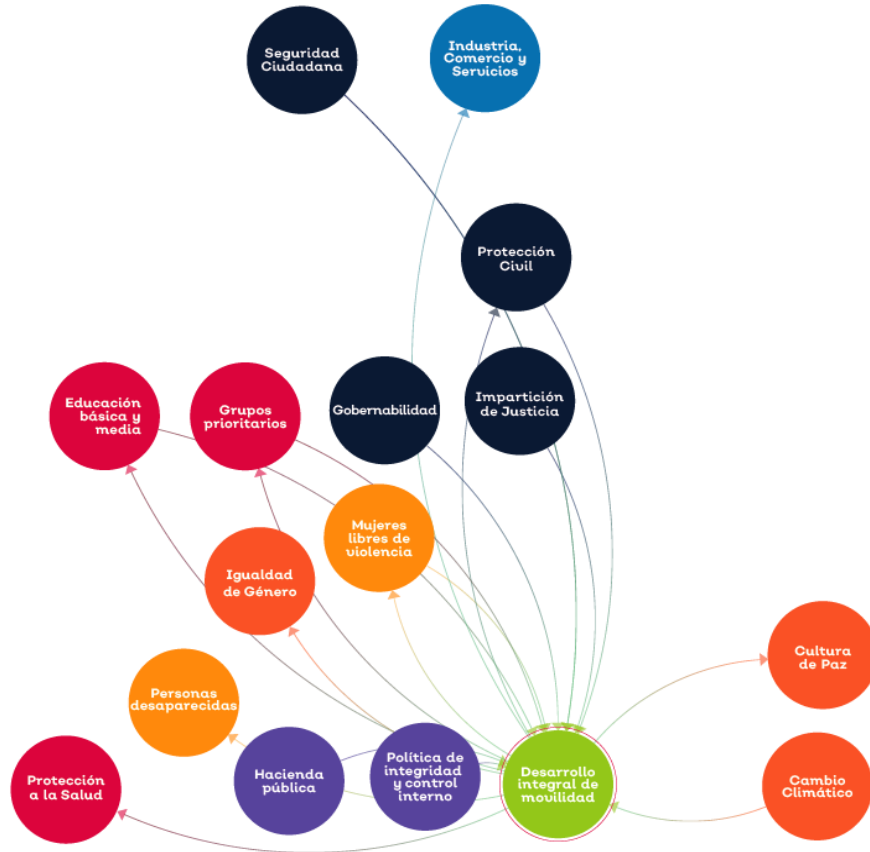 Seguridad
Ciudadana
Industria,
Comercio y
Servicios
Protección
Civil
Educación
básica y
media
Grupos
prioritarios
Gobernabilidad
Impartición
de Justicia
Mujeres
libres de
violencia
Igualdad
de Género
Cultura
de Paz
Personas
desaparecidas
Protección
a la Salud
Hacienda
pública
Política de
integridad
y control
interno
Desarrollo
integral de
movilidad
Cambio
Climático